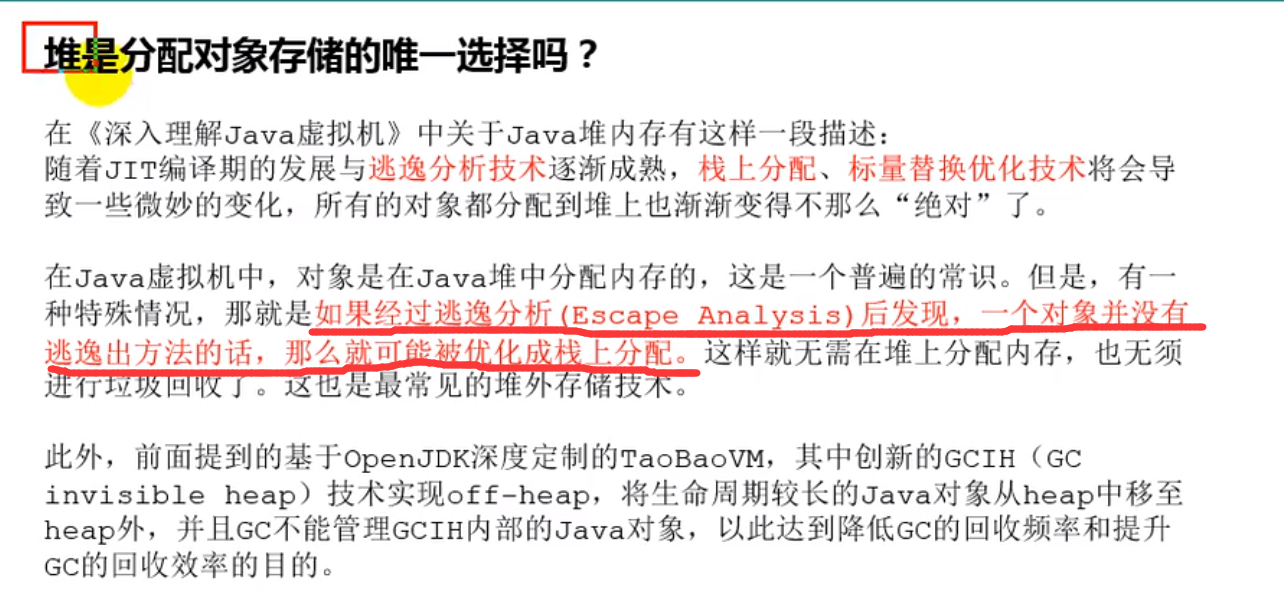 堆是分配对象存储的唯一选择吗？
在《深入理解Java虚拟机》中关于Java堆内存有这样一段描述：
随着JIT编译期的发展与逃逸分析技术逐渐成熟，栈上分配、标量替换优化技术将会导
致一些微妙的变化，所有的对象都分配到堆上也渐渐变得不那么“绝对”了。
在Java虚拟机中，对象是在Java堆中分配内存的，这是一个普遍的常识。但是，有一
种特殊情况，那就是如果经过逃逸分析(Escape Analysis)后发现，一个对象并没有
逃逸出方法的话，那么就可能被优化成栈上分配。这样就无需在堆上分配内存，也无须
进行垃圾回收了。这也是最常见的堆外存储技术。
此外，前面提到的基于OpenJDK深度定制的TaoBaoVM，其中创新的GCIH（GC
invisible heap）技术实现off-heap，将生命周期较长的Java对象从heap中移至
heap外，并且GC不能管理GCIH内部的Java对象，以此达到降低GC的回收频率和提升
GC的回收效率的目的。